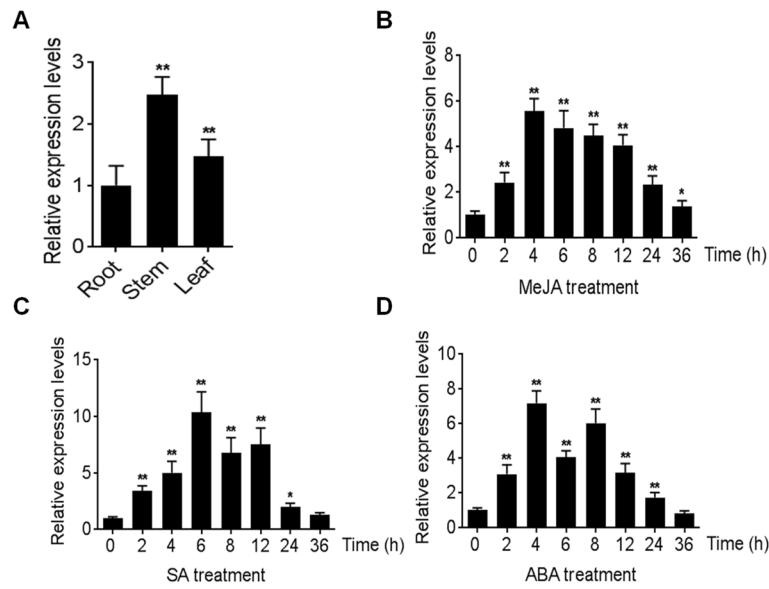 A
Relative expression levels
3
2
1
0
** **
Root Stem Leaf
B
Relative expression levels
8
6
4
2
0
** ** ** ** ** ** *
0 2 4 6 8 12 24 36 Time (h)
MeJA treatment
C
Relative expression levels
15
10
5
0
** ** ** ** ** *
0 2 4 6 8 12 24 36 Time (h)
SA treatment
D
Relative expression levels
10
8
6
4
2
0
** ** ** ** ** **
0 2 4 6 8 12 24 36 Time (h)
ABA treatment